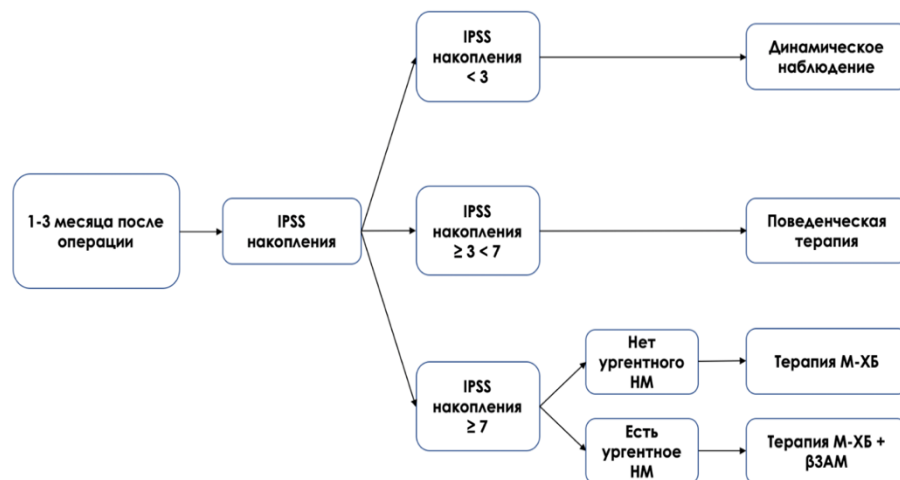 1-3 месяца после
операции
IPSS
накопления
IPSS
накопления
< 3
Динамическое
наблюдение
IPSS
накопления
≥ 3 < 7
Поведенческая
терапия
IPSS
накопления
≥ 7
Нет
ургентного
НМ
Терапия М-ХБ
Есть
ургентное
НМ
Терапия М-ХБ +
β3АМ